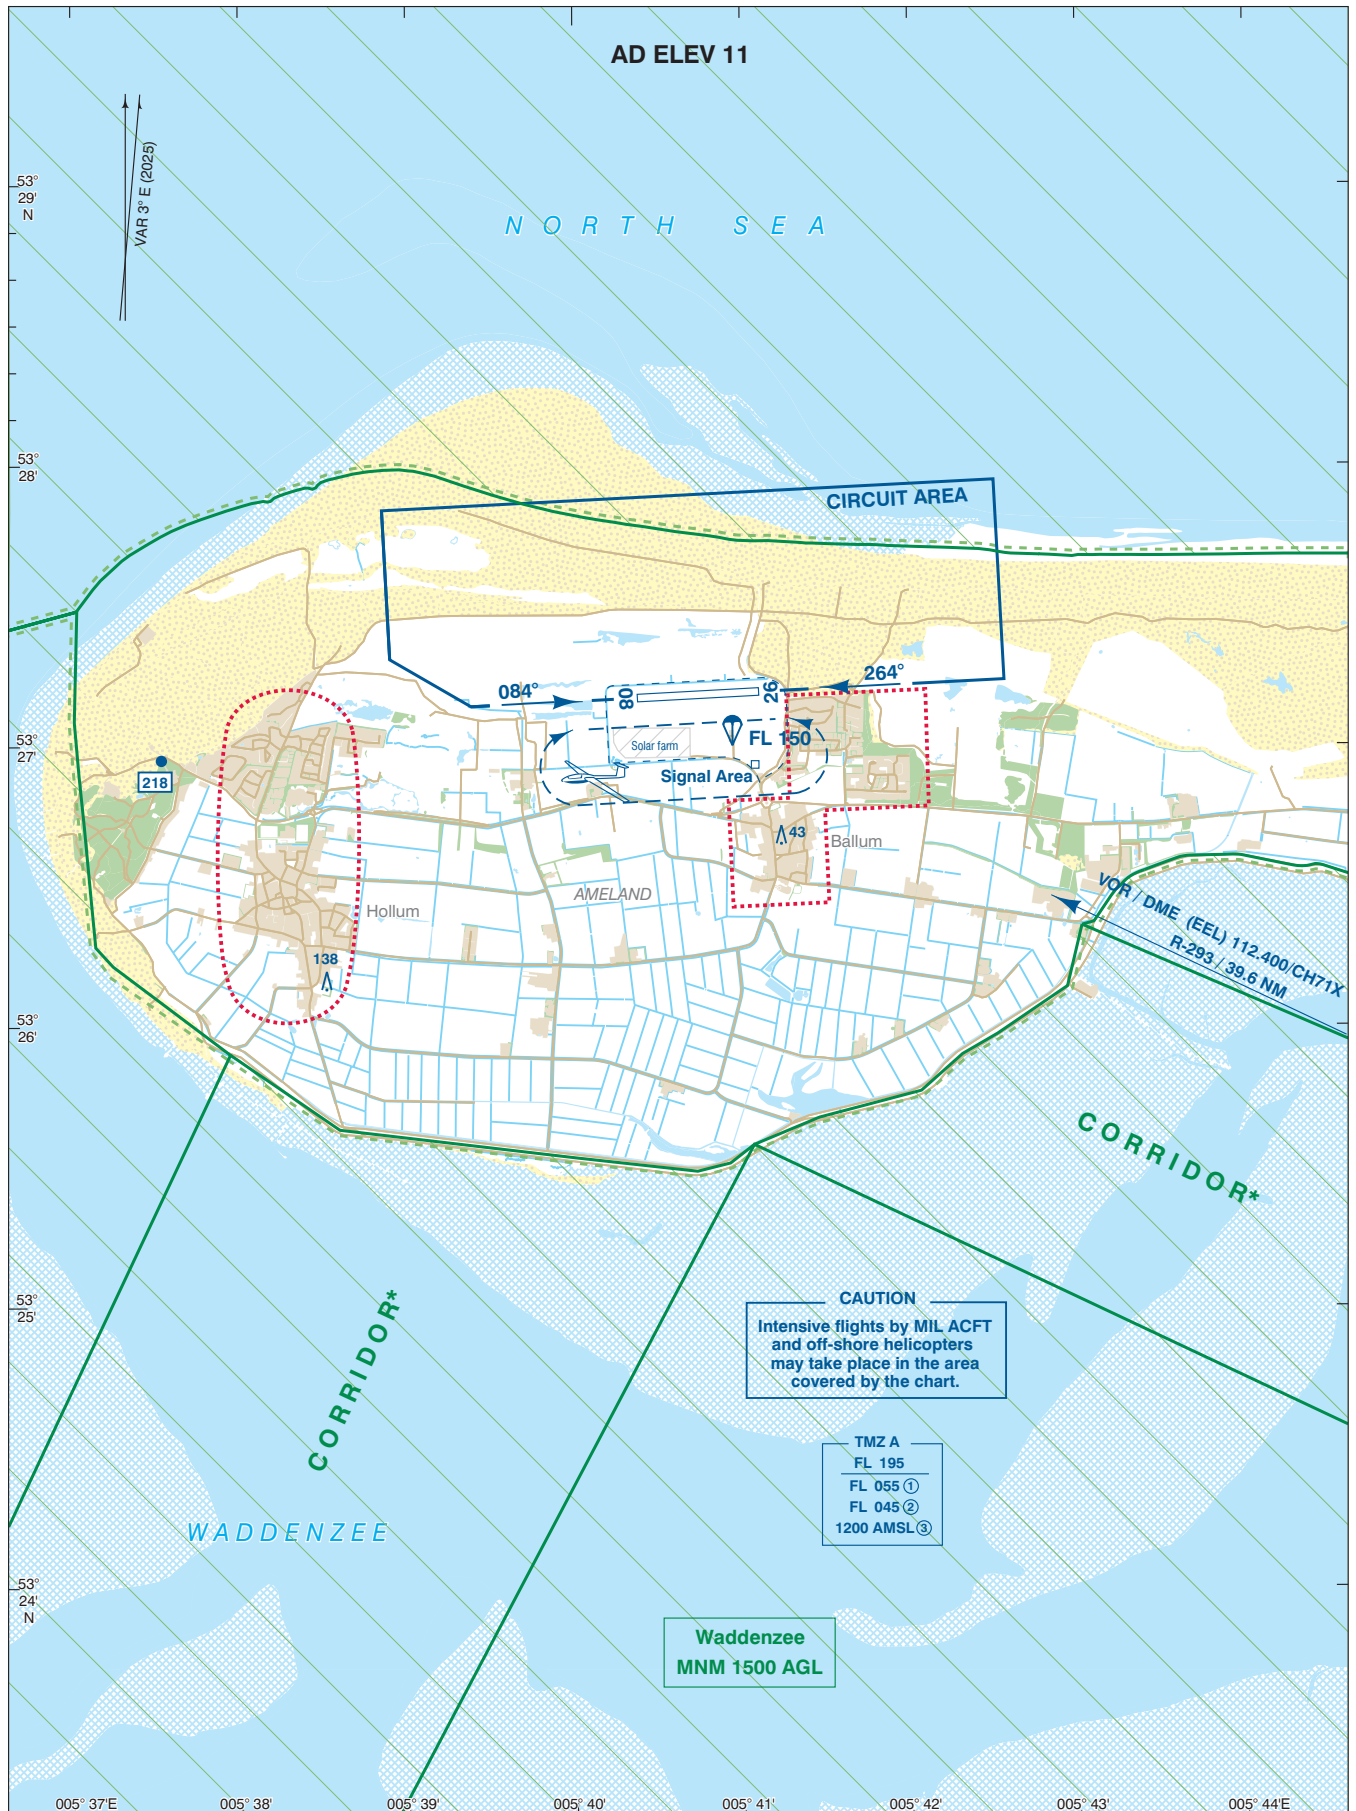 AD ELEV 11
VAR 3° E (2025)
53°
29'
N
NORTH SEA
53°
28'
CIRCUIT AREA
264°
084°
08
26
53°
27'
FL 150
Solar farm
Signal Area
218
43
Ballum
VOR / DME (EEL) 112.400/CH71X
R-293 / 39.6 NM
AMELAND
Hollum
138
53°
26'
CORRIDOR*
53°
25'
CORRIDOR*
CAUTION
Intensive flights by MIL ACFT
and off-shore helicopters
may take place in the area
covered by the chart.
TMZ A
FL 195
FL 055 ①
FL 045 ②
1200 AMSL ③
WADDENZEE
53°
24'
N
Waddenzee
MNM 1500 AGL
005° 37'E 005° 38' 005° 39' 005° 40' 005° 41' 005° 42' 005° 43' 005° 44'E